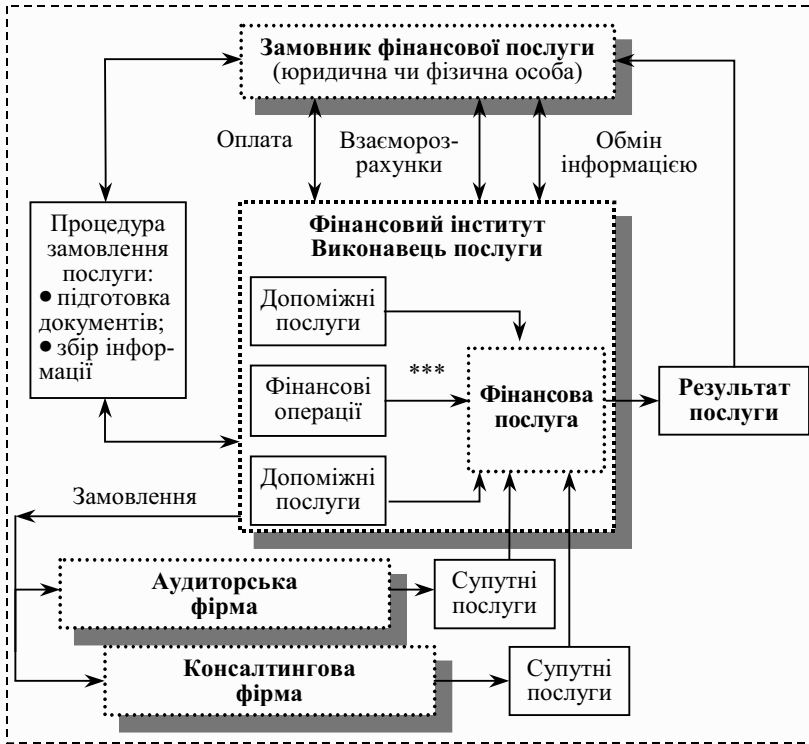 Замовник фінансової послуги
(юридична чи фізична особа)
Оплата
Взаємороз-
рахунки
Обмін
інформацією
Процедура
замовлення
послуги:
● підготовка
документів;
● збір інфор-
мації
Фінансовий інститут
Виконавець послуги
Допоміжні
послуги
Фінансові
операції
***
Фінансова
послуга
Результат
послуги
Допоміжні
послуги
Замовлення
Аудиторська
фірма
Супутні
послуги
Консалтингова
фірма
Супутні
послуги